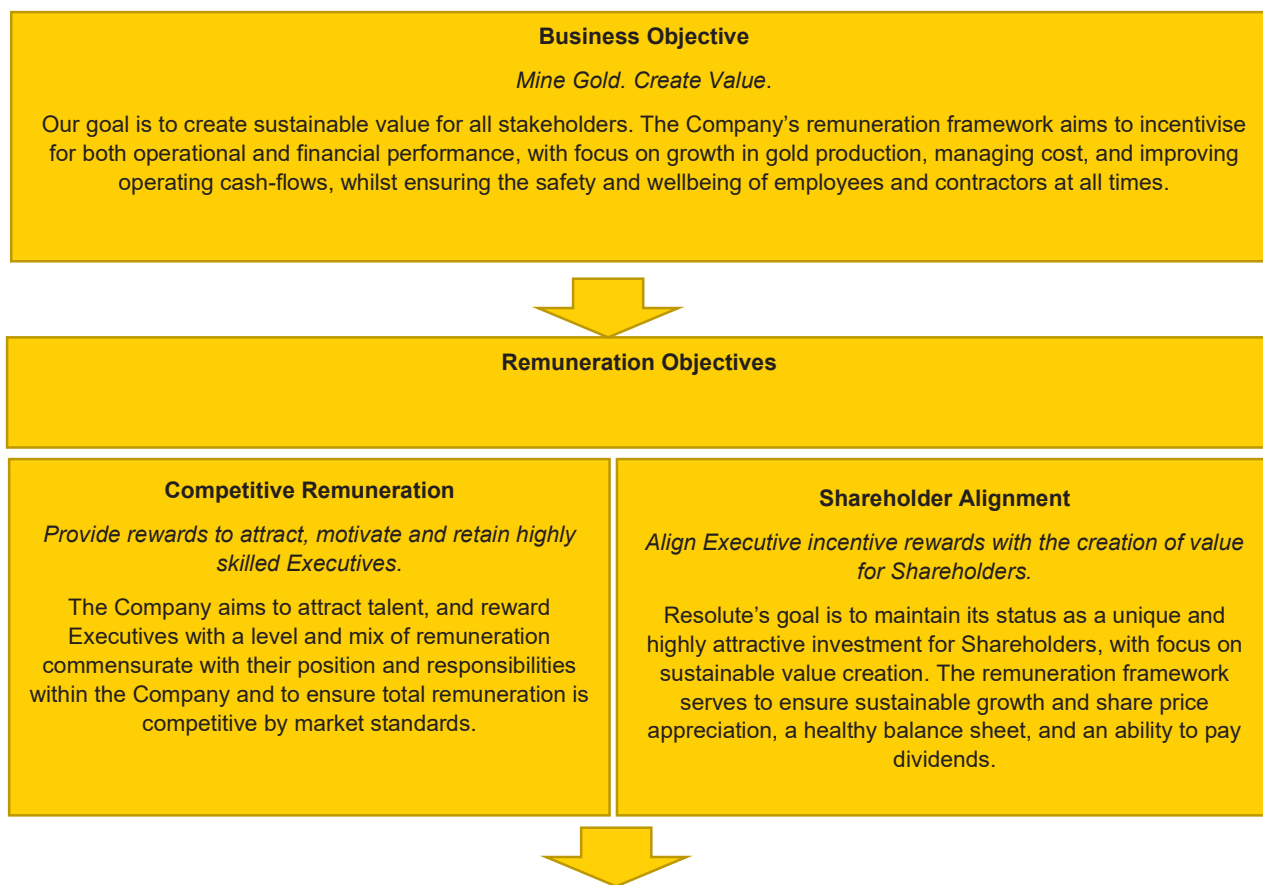 Business Objective
Mine Gold. Create Value.
Our goal is to create sustainable value for all stakeholders. The Company’s remuneration framework aims to incentivise
for both operational and financial performance, with focus on growth in gold production, managing cost, and improving
operating cash-flows, whilst ensuring the safety and wellbeing of employees and contractors at all times.
Remuneration Objectives
Competitive Remuneration
Provide rewards to attract, motivate and retain highly
skilled Executives.
The Company aims to attract talent, and reward
Executives with a level and mix of remuneration
commensurate with their position and responsibilities
within the Company and to ensure total remuneration is
competitive by market standards.
Shareholder Alignment
Align Executive incentive rewards with the creation of value
for Shareholders.
Resolute’s goal is to maintain its status as a unique and
highly attractive investment for Shareholders, with focus on
sustainable value creation. The remuneration framework
serves to ensure sustainable growth and share price
appreciation, a healthy balance sheet, and an ability to pay
dividends.